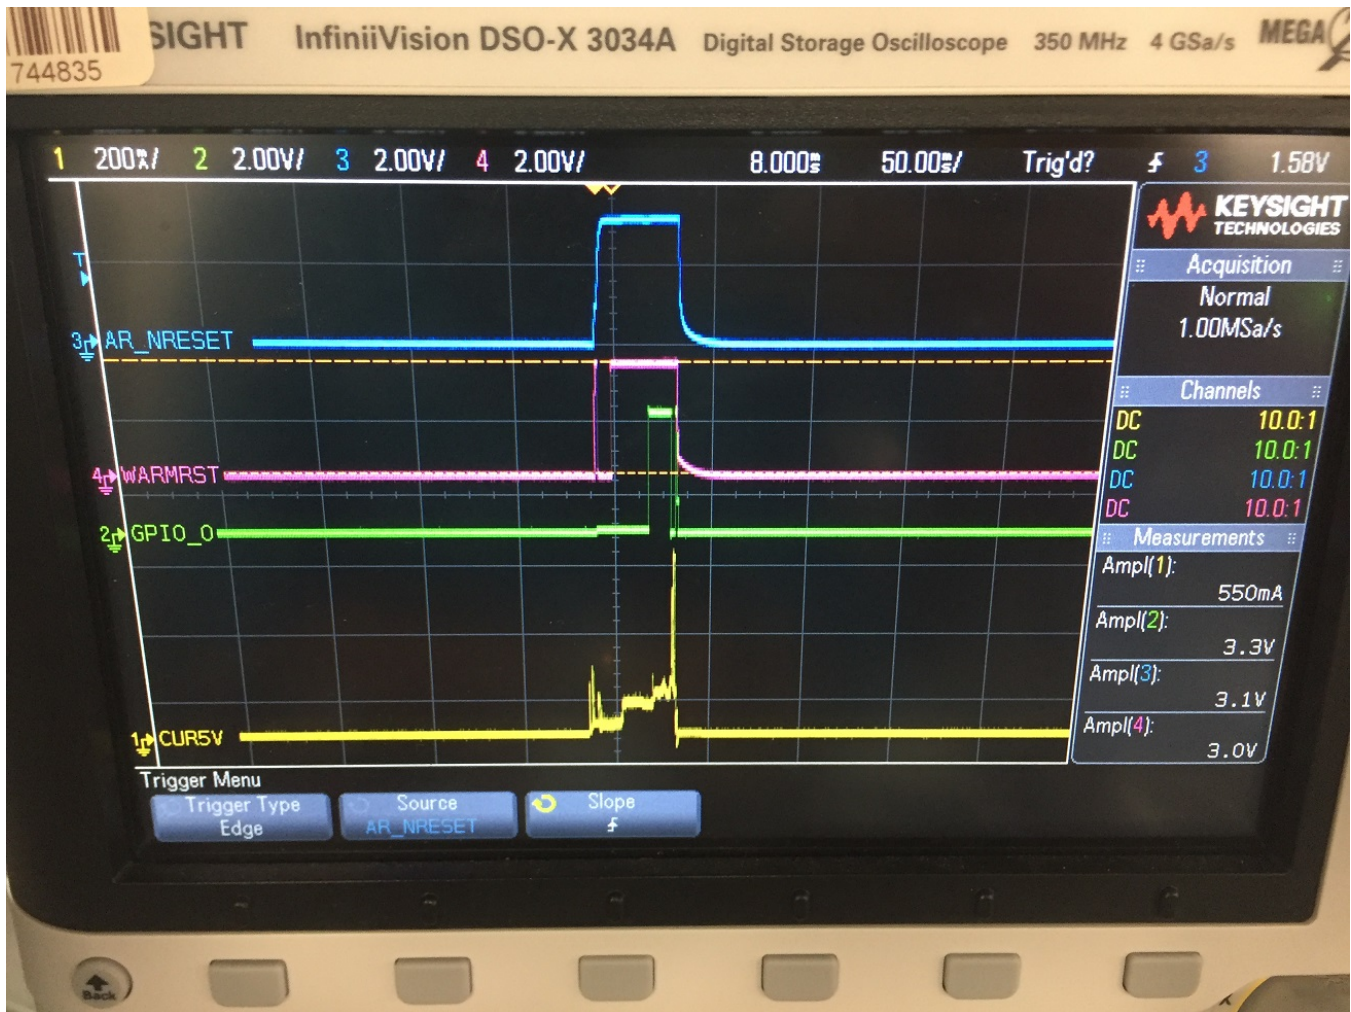 SIGHT InfiniiVision DSO-X 3034A Digital Storage Oscilloscope 350 MHz 4 GSa/s MEGA
744835
1 200mA/ 2 2.00V/ 3 2.00V/ 4 2.00V/ 8.000ms 50.00ms/ Trig'd? 3 1.58V
KEYSIGHT
TECHNOLOGIES
T
Acquisition
Normal
1.00MSa/s
3 AR_NRESET
Channels
DC 10.0:1
DC 10.0:1
DC 10.0:1
DC 10.0:1
4 WARMRST
2 GPIO_0
Measurements
Ampl(1):
550mA
Ampl(2):
3.3V
Ampl(3):
3.1V
Ampl(4):
3.0V
1 CUR5V
Trigger Menu
Trigger Type
Edge
Source
AR_NRESET
Slope
Back